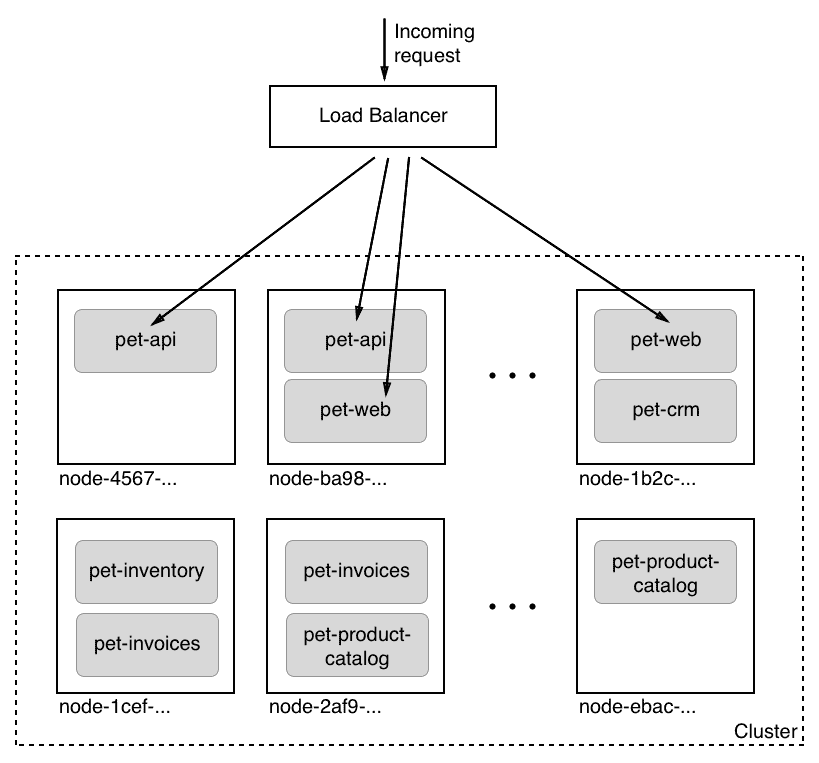 Incoming
request
Load Balancer
pet-api
pet-api
pet-web
pet-web
pet-crm
node-4567-...
node-ba98-...
node-1b2c-...
pet-inventory
pet-invoices
pet-invoices
pet-product-
catalog
pet-product-
catalog
node-1cef-...
node-2af9-...
node-ebac-...
Cluster